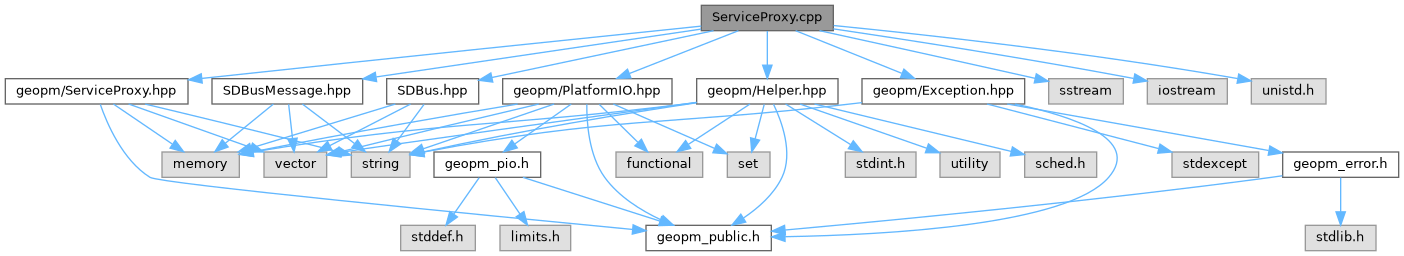 ServiceProxy.cpp
geopm/ServiceProxy.hpp
SDBusMessage.hpp
SDBus.hpp
geopm/PlatformIO.hpp
geopm/Helper.hpp
geopm/Exception.hpp
sstream
iostream
unistd.h
memory
vector
string
geopm_pio.h
functional
set
stdint.h
utility
sched.h
stdexcept
geopm_error.h
stddef.h
limits.h
geopm_public.h
stdlib.h